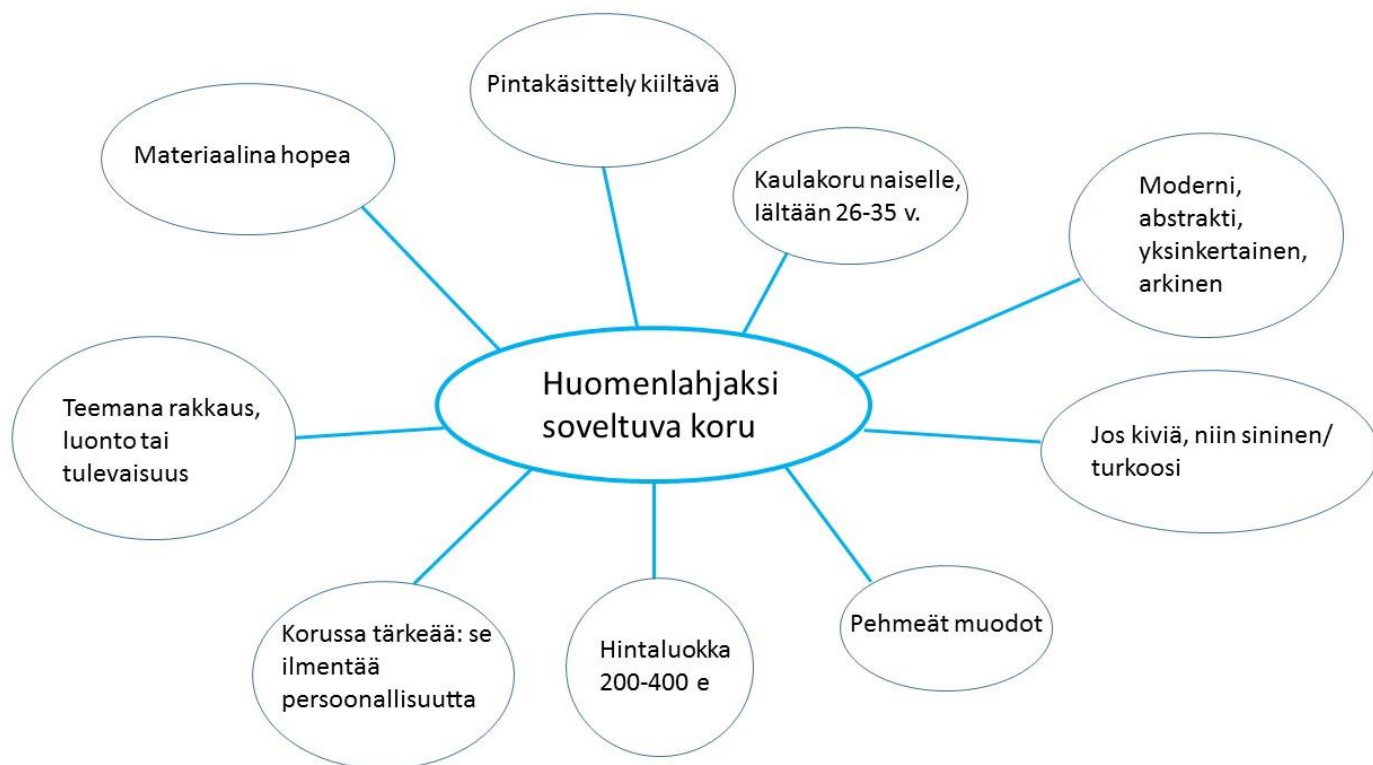 Pintakäsittely kiiltävä
Materiaalina hopea
Kaulakoru naiselle,
Iältään 26-35 v.
Moderni,
abstrakti,
yksinkertainen,
arkinen
Huomenlahjaksi
soveltuva koru
Teemana rakkaus,
luonto tai
tulevaisuus
Jos kiviä, niin sininen/
turkoosi
Korussa tärkeää: se
ilmentää
persoonallisuutta
Hintaluokka
200-400 e
Pehmeät muodot